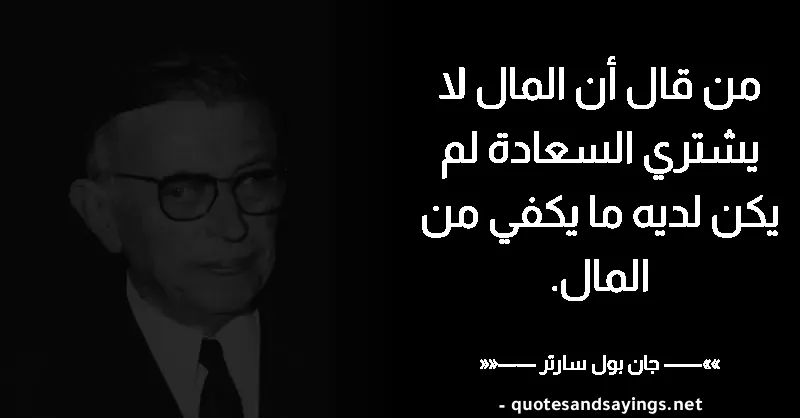 من قال أن المال لا
يشتري السعادة لم
يكن لديه ما يكفي من
المال.
»»—— جان بول سارتر ——««
- quotesandsayings.net